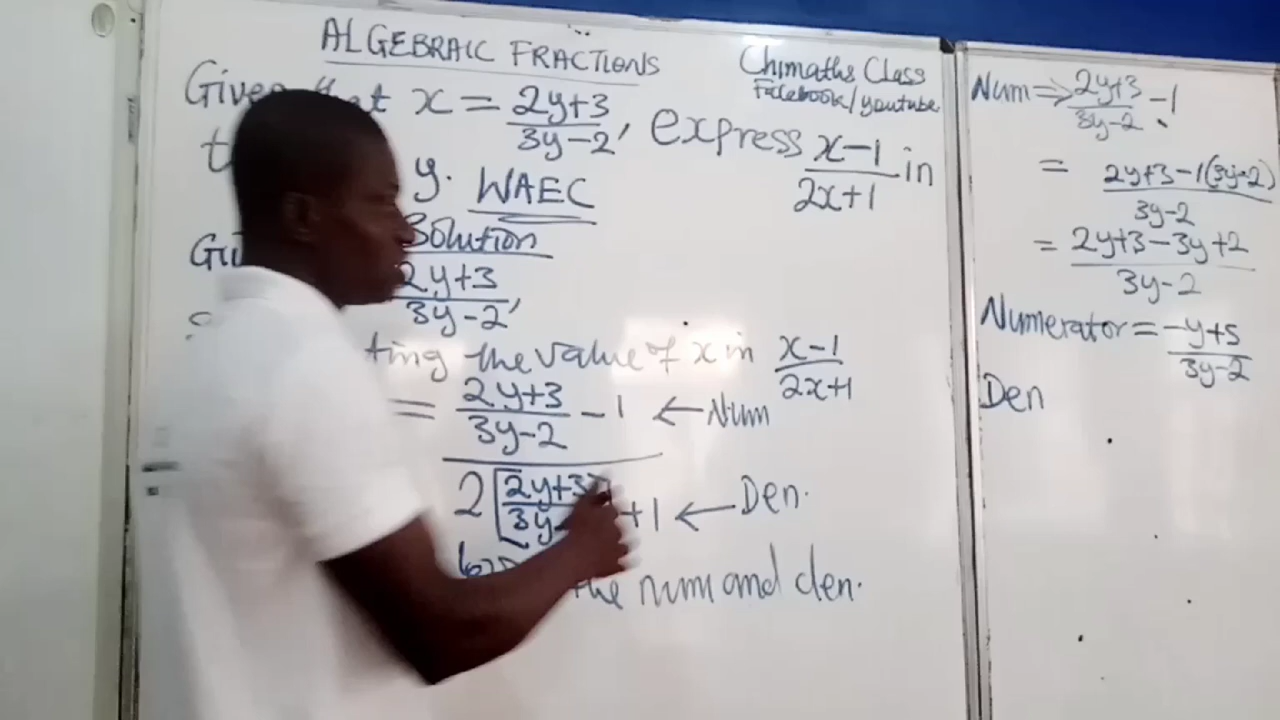 ALGEBRAIC FRACTIONS
Chimaths Class
Facebook/youtube
x = 2y+3/3y-2, express x-1/2x+1 in
y. WAEC
Solution
2y+3/3y-2,
the value of x in x-1/2x+1
= 2y+3/3y-2 - 1 ← Num
2[2y+3/3y + 1 ← Den.
the num and den.
Num => 2y+3/3y-2 - 1
= 2y+3-1(3y-2)/3y-2
= 2y+3-3y+2/3y-2
Numerator = -y+5/3y-2
Den